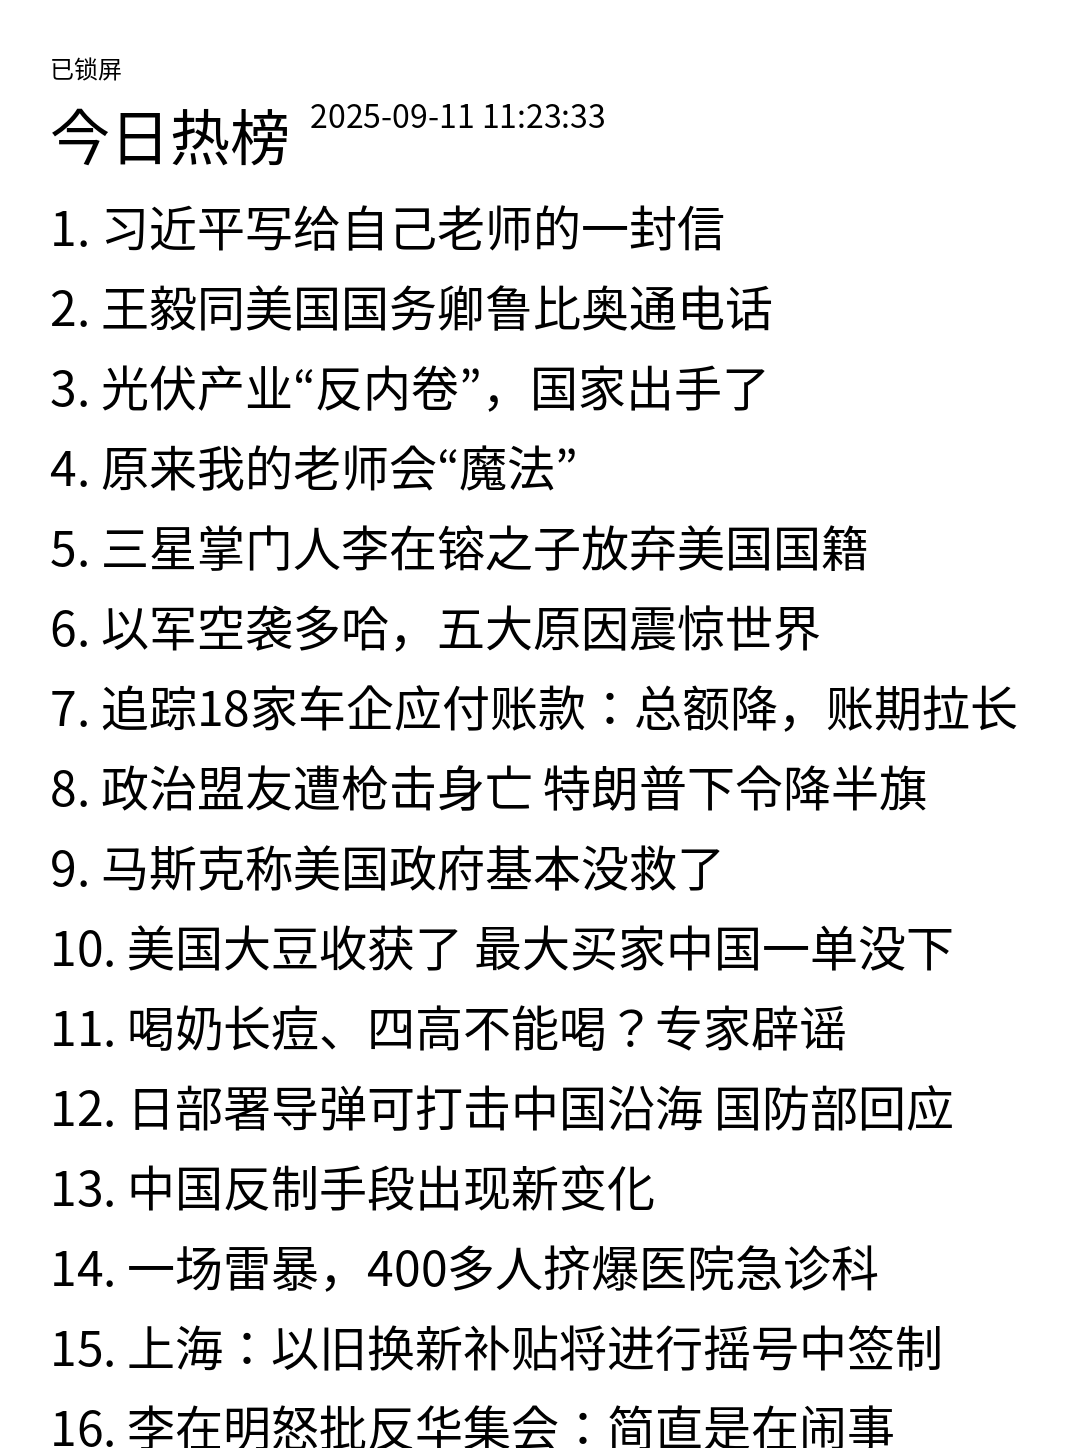 已锁屏
今日热榜 2025-09-11 11:23:33
1. 习近平写给自己老师的一封信
2. 王毅同美国国务卿鲁比奥通电话
3. 光伏产业“反内卷”，国家出手了
4. 原来我的老师会“魔法”
5. 三星掌门人李在镕之子放弃美国国籍
6. 以军空袭多哈，五大原因震惊世界
7. 追踪18家车企应付账款：总额降，账期拉长
8. 政治盟友遭枪击身亡 特朗普下令降半旗
9. 马斯克称美国政府基本没救了
10. 美国大豆收获了 最大买家中国一单没下
11. 喝奶长痘、四高不能喝？专家辟谣
12. 日部署导弹可打击中国沿海 国防部回应
13. 中国反制手段出现新变化
14. 一场雷暴，400多人挤爆医院急诊科
15. 上海：以旧换新补贴将进行摇号中签制
16. 李在明怒批反华集会：简直是在闹事